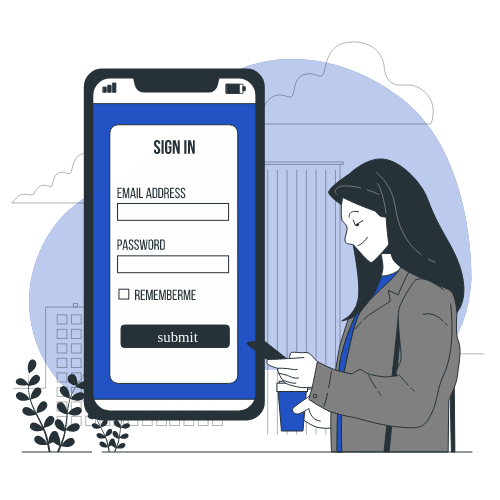 SIGN IN
EMAIL ADDRESS
PASSWORD
REMEMBERME
submit